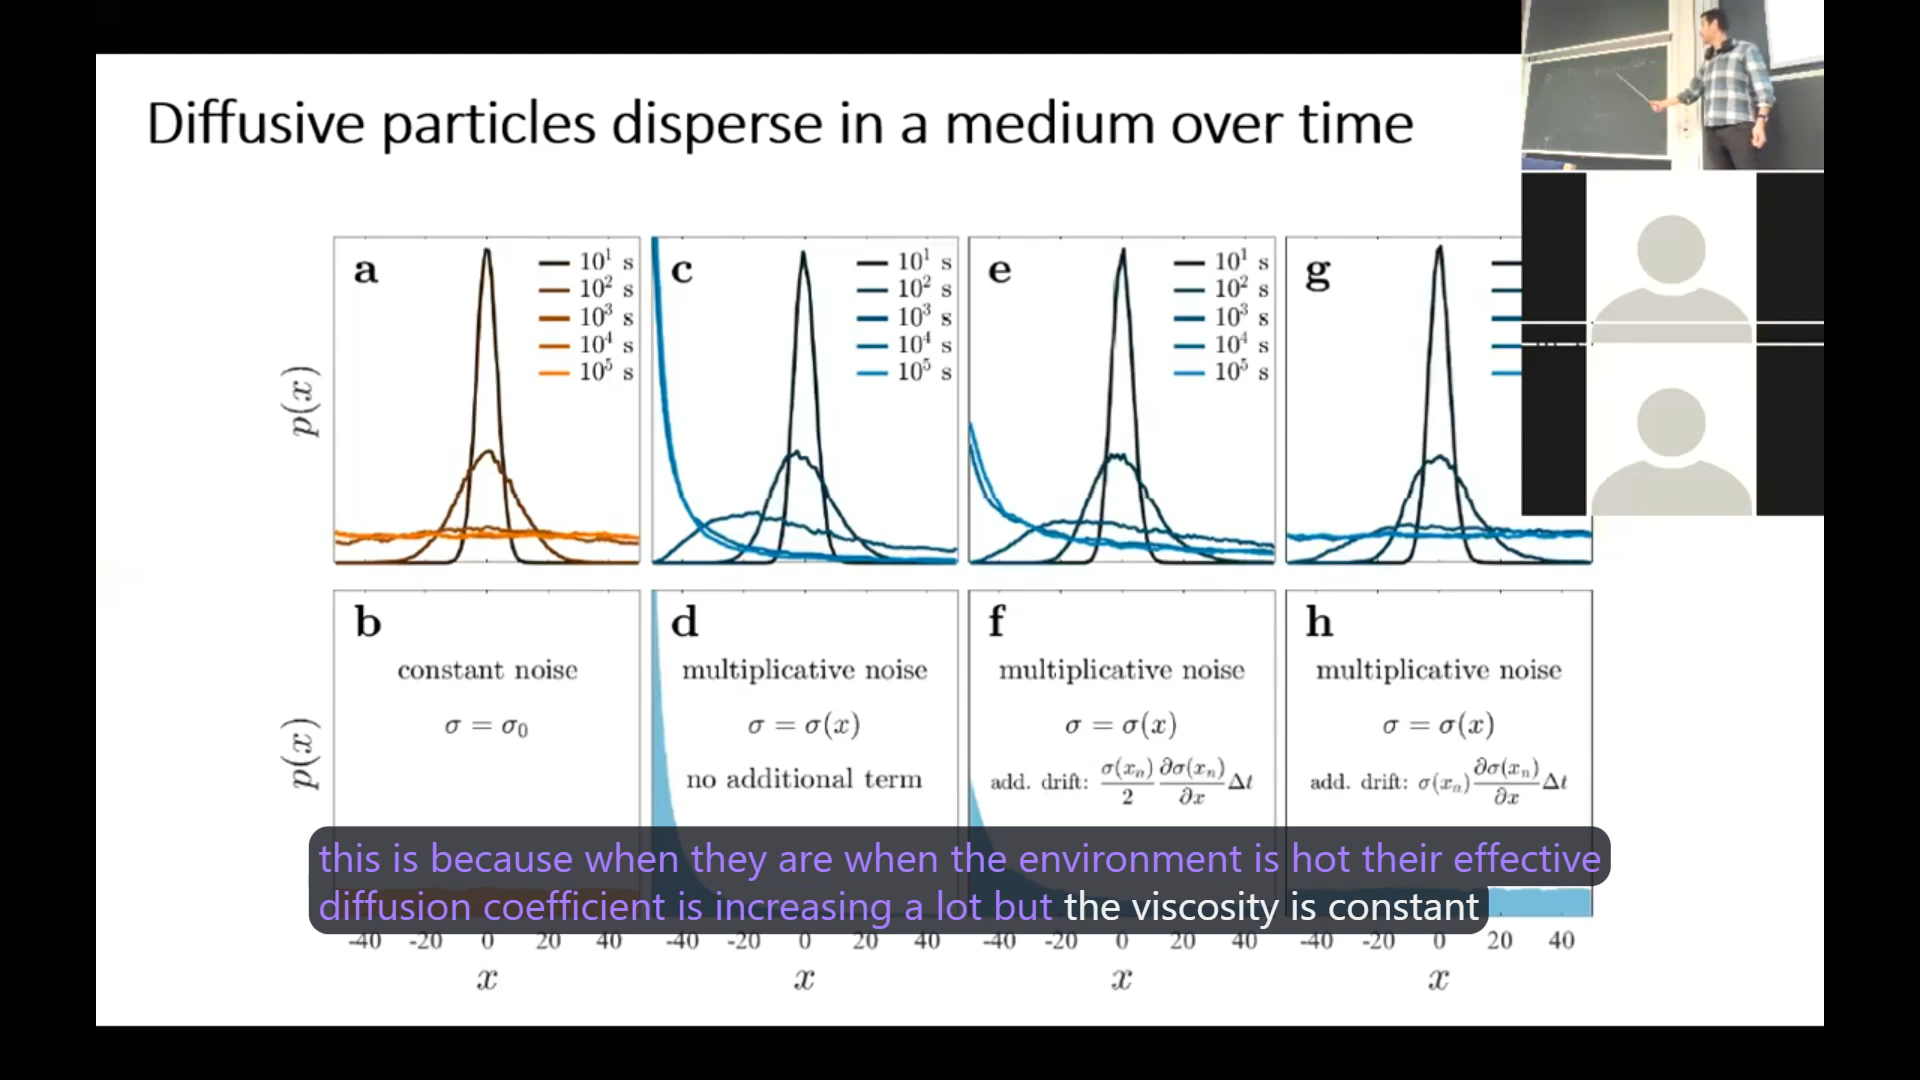 Diffusive particles disperse in a medium over time
a
10¹ s
10² s
10³ s
10⁴ s
10⁵ s
c
10¹ s
10² s
10³ s
10⁴ s
10⁵ s
e
10¹ s
10² s
10³ s
10⁴ s
10⁵ s
g
p(x)
b
constant noise
σ = σ₀
d
multiplicative noise
σ = σ(x)
no additional term
f
multiplicative noise
σ = σ(x)
add. drift: σ(xₙ)/2 ∂σ(xₙ)/∂x Δt
h
multiplicative noise
σ = σ(x)
add. drift: σ(xₙ) ∂σ(xₙ)/∂x Δt
p(x)
this is because when they are when the environment is hot their effective
diffusion coefficient is increasing a lot but the viscosity is constant
-40 -20 0 20 40
-40 -20 0 20 40
-40 -20 0 20 40
-40 -20 0 20 40
x
x
x
x